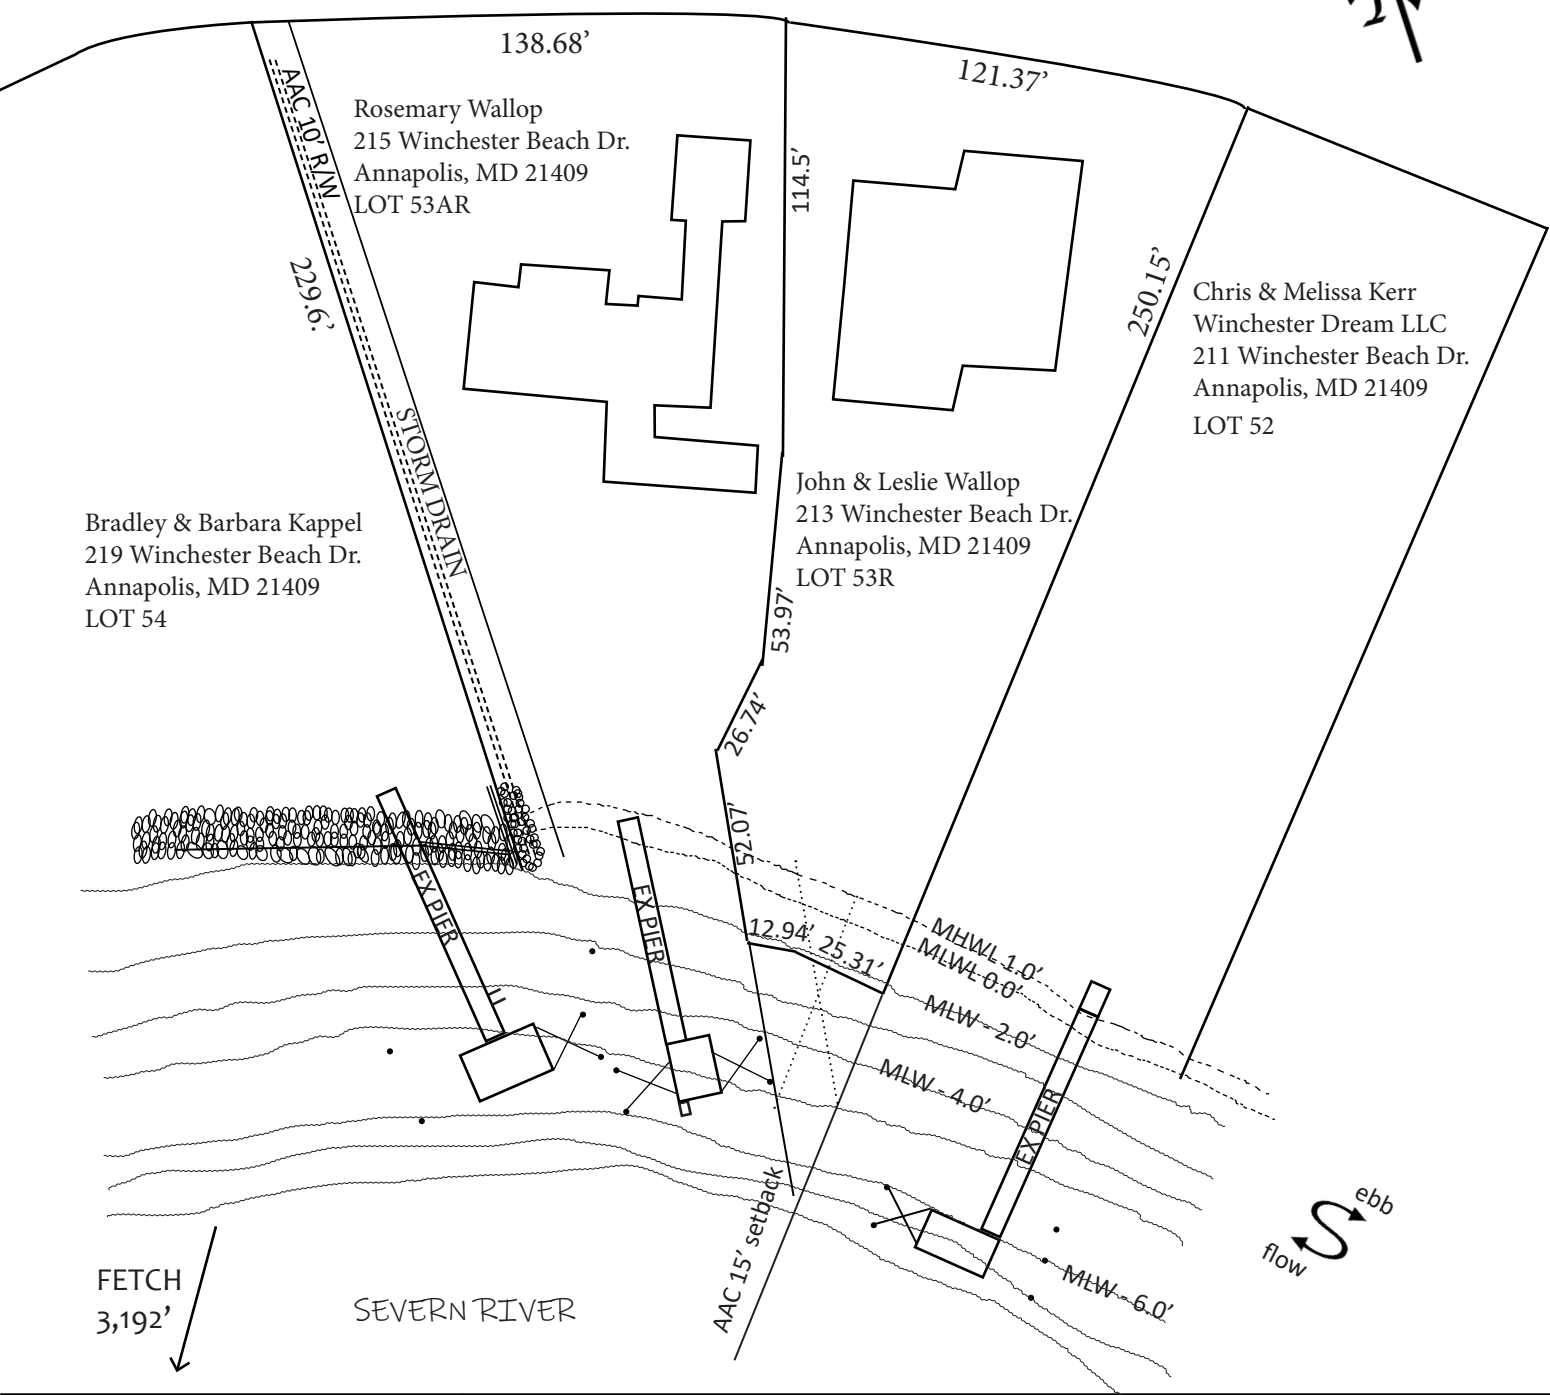 138.68’
121.37’
AAC 10’ R/W
Rosemary Wallop
215 Winchester Beach Dr.
Annapolis, MD 21409
LOT 53AR
114.5’
229.6.’
250.15’
Chris & Melissa Kerr
Winchester Dream LLC
211 Winchester Beach Dr.
Annapolis, MD 21409
LOT 52
STORM DRAIN
John & Leslie Wallop
213 Winchester Beach Dr.
Annapolis, MD 21409
LOT 53R
Bradley & Barbara Kappel
219 Winchester Beach Dr.
Annapolis, MD 21409
LOT 54
53.97’
26.74’
52.07’
EX PIER
EX PIER
12.94’
25.31’
MHWL 1.0’
MLWL 0.0’
MLW - 2.0’
MLW - 4.0’
EX PIER
AAC 15’ setback
ebb
flow
MLW - 6.0’
FETCH
3,192’
SEVERN RIVER